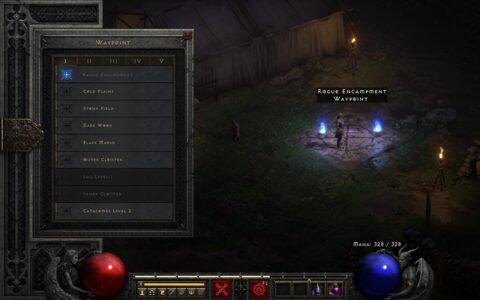 Waypoint
I II III IV V
Rogue Encampment
Cold Plains
Stony Field
Dark Wood
Black Marsh
Outer Cloister
Jail Level 1
Inner Cloister
Catacombs Level 2
Rogue Encampment
Waypoint
Mana: 328 / 328